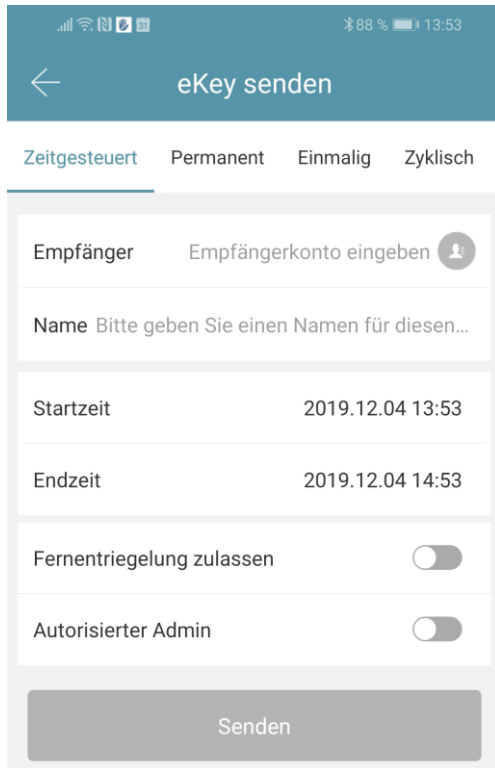 88 % 13:53
eKey senden
Zeitgesteuert Permanent Einmalig Zyklisch
Empfänger Empfängerkonto eingeben
Name Bitte geben Sie einen Namen für diesen...
Startzeit 2019.12.04 13:53
Endzeit 2019.12.04 14:53
Fernentriegelung zulassen
Autorisierter Admin
Senden